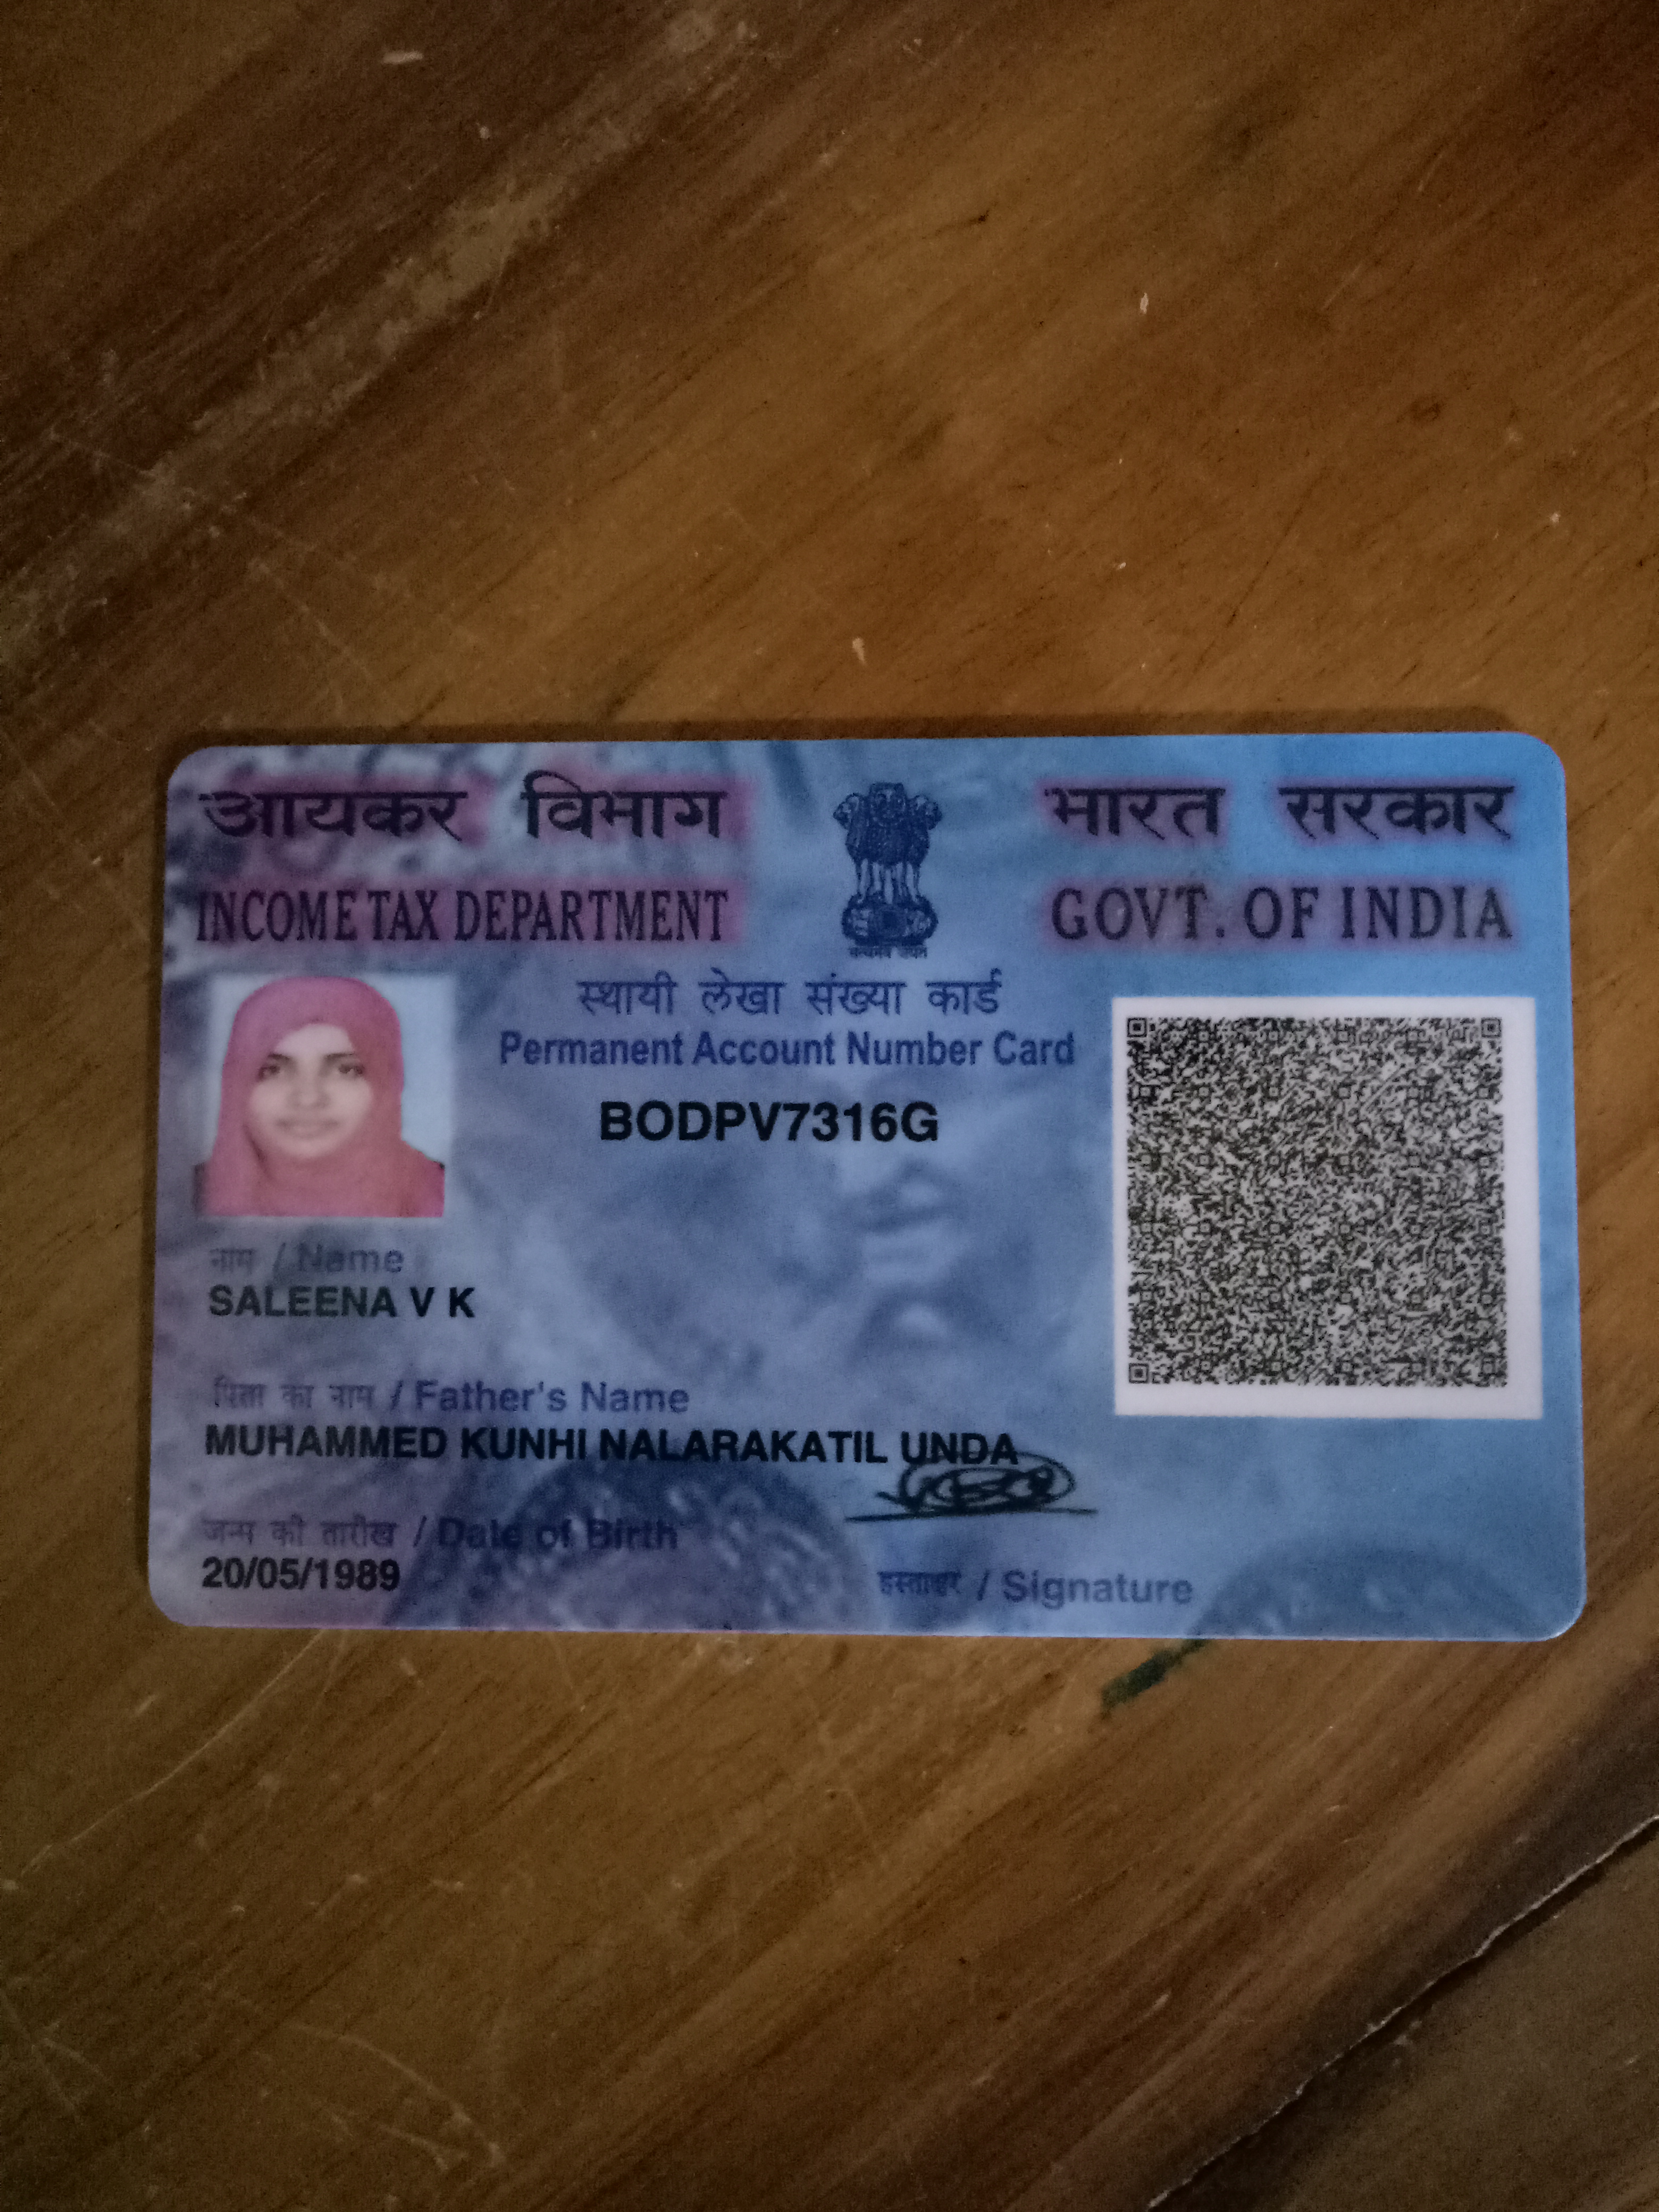 आयकर विभाग
INCOME TAX DEPARTMENT
भारत सरकार
GOVT. OF INDIA
सत्यमेव जयते
स्थायी लेखा संख्या कार्ड
Permanent Account Number Card
BODPV7316G
नाम / Name
SALEENA V K
पिता का नाम / Father's Name
MUHAMMED KUNHI NALARAKATIL UNDA
जन्म की तारीख / Date of Birth
20/05/1989
हस्ताक्षर / Signature